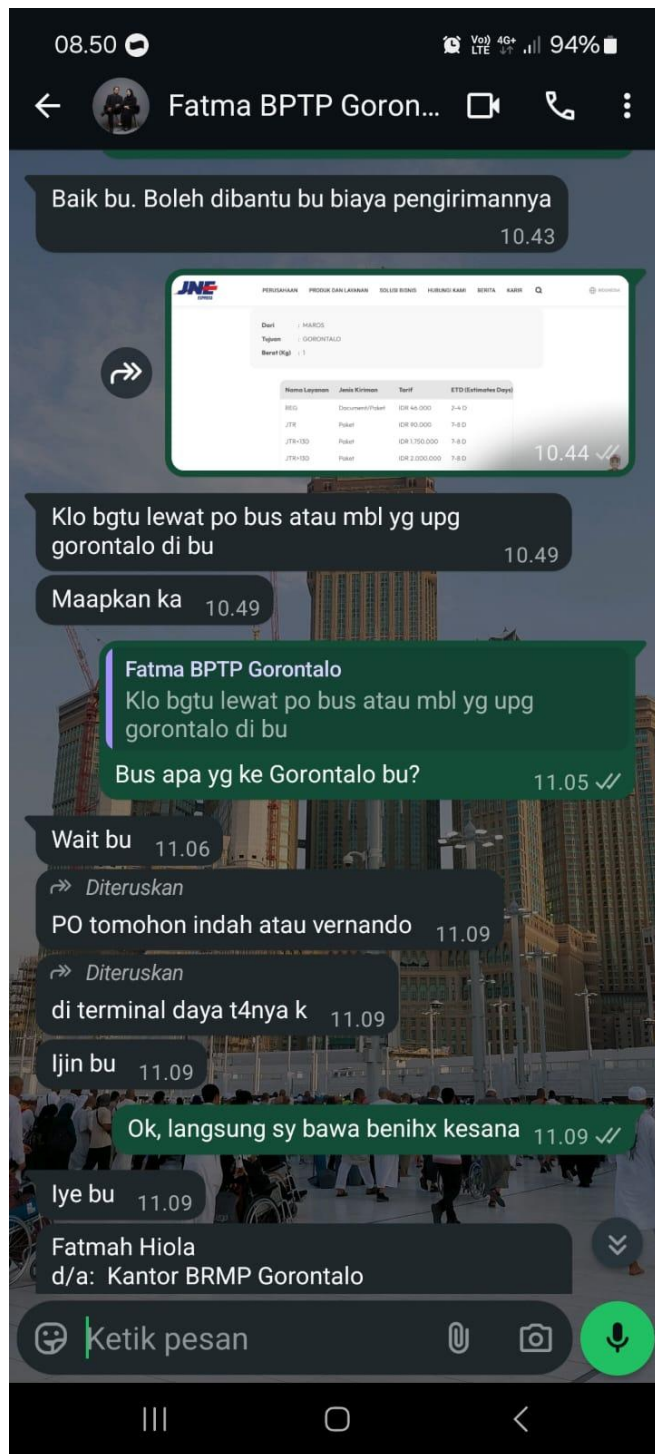 08.50
Vo)) 4G+
LTE 94%
Fatma BPTP Goron...
Baik bu. Boleh dibantu bu biaya pengirimannya
10.43
JNE
EXPRESS
PERUSAHAAN PRODUK DAN LAYANAN SOLUSI BISNIS HUBUNGI KAMI BERITA KARIR
Dari : MAROS
Tujuan : GORONTALO
Berat (Kg) : 1
Nama Layanan Jenis Kiriman Tarif ETD (Estimates Days)
REG Document/Paket IDR 46.000 2-4 D
JTR Paket IDR 90.000 7-8 D
JTR<130 Paket IDR 1.750.000 7-8 D
JTR>130 Paket IDR 2.000.000 7-8 D
10.44
Klo bgtu lewat po bus atau mbl yg upg
gorontalo di bu
10.49
Maapkan ka 10.49
Fatma BPTP Gorontalo
Klo bgtu lewat po bus atau mbl yg upg
gorontalo di bu
Bus apa yg ke Gorontalo bu? 11.05
Wait bu 11.06
Diteruskan
PO tomohon indah atau vernando 11.09
Diteruskan
di terminal daya t4nya k 11.09
Ijin bu 11.09
Ok, langsung sy bawa benihx kesana 11.09
Iye bu 11.09
Fatmah Hiola
d/a: Kantor BRMP Gorontalo
Ketik pesan